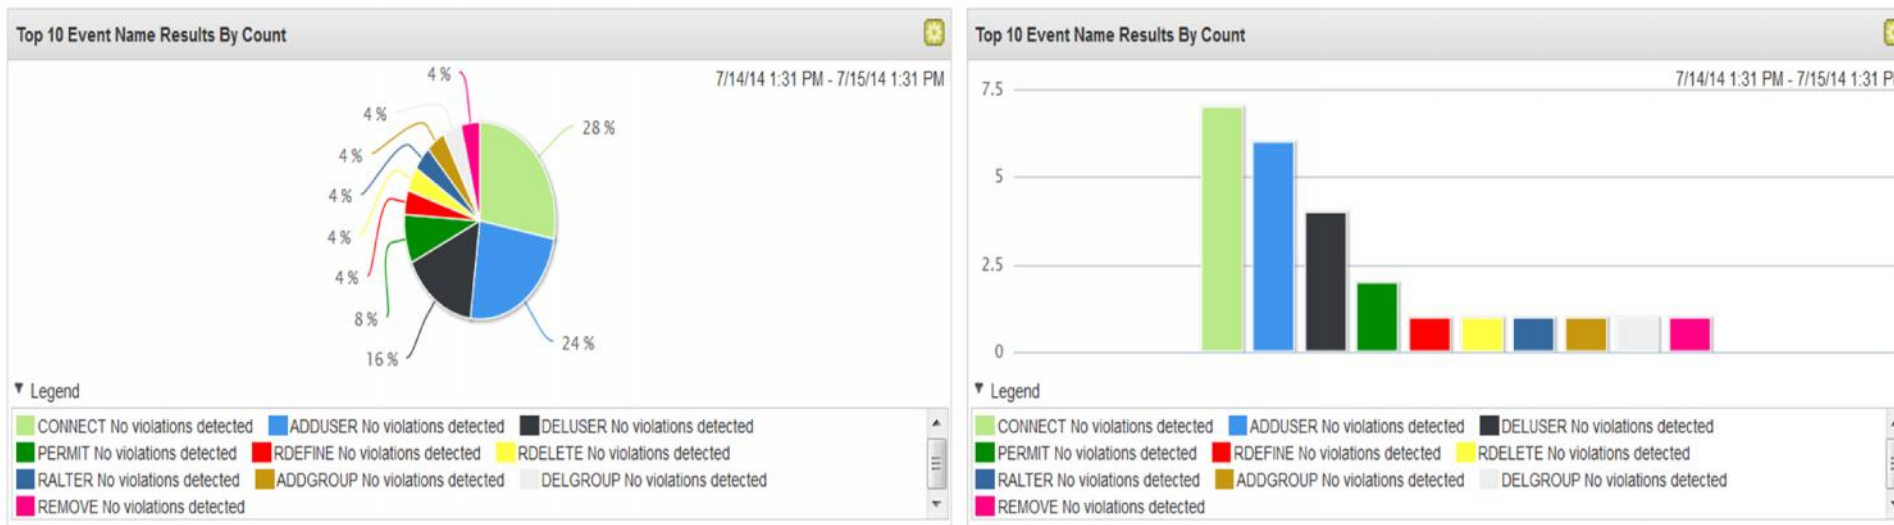 Top 10 Event Name Results By Count
7/14/14 1:31 PM - 7/15/14 1:31 PM
4 %
4 %
28 %
4 %
4 %
4 %
4 %
8 %
16 %
24 %
Legend
CONNECT No violations detected ADDUSER No violations detected DELUSER No violations detected
PERMIT No violations detected RDEFINE No violations detected RDELETE No violations detected
RALTER No violations detected ADDGROUP No violations detected DELGROUP No violations detected
REMOVE No violations detected
Top 10 Event Name Results By Count
7/14/14 1:31 PM - 7/15/14 1:31 P
7.5
5
2.5
0
Legend
CONNECT No violations detected ADDUSER No violations detected DELUSER No violations detected
PERMIT No violations detected RDEFINE No violations detected RDELETE No violations detected
RALTER No violations detected ADDGROUP No violations detected DELGROUP No violations detected
REMOVE No violations detected